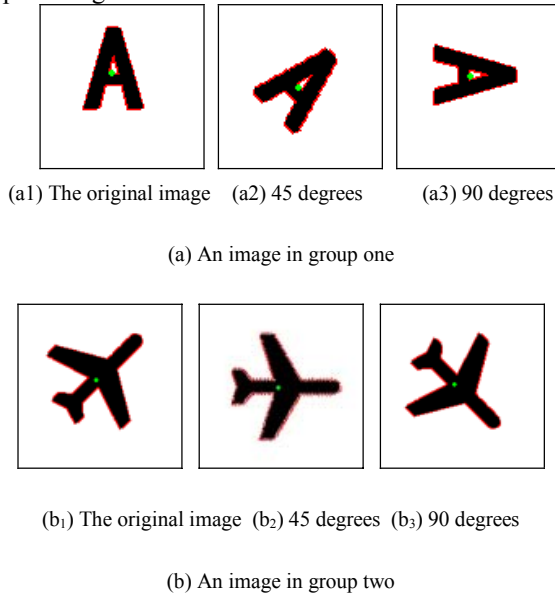 (a1) The original image (a2) 45 degrees (a3) 90 degrees
(a) An image in group one
(b₁) The original image (b₂) 45 degrees (b₃) 90 degrees
(b) An image in group two